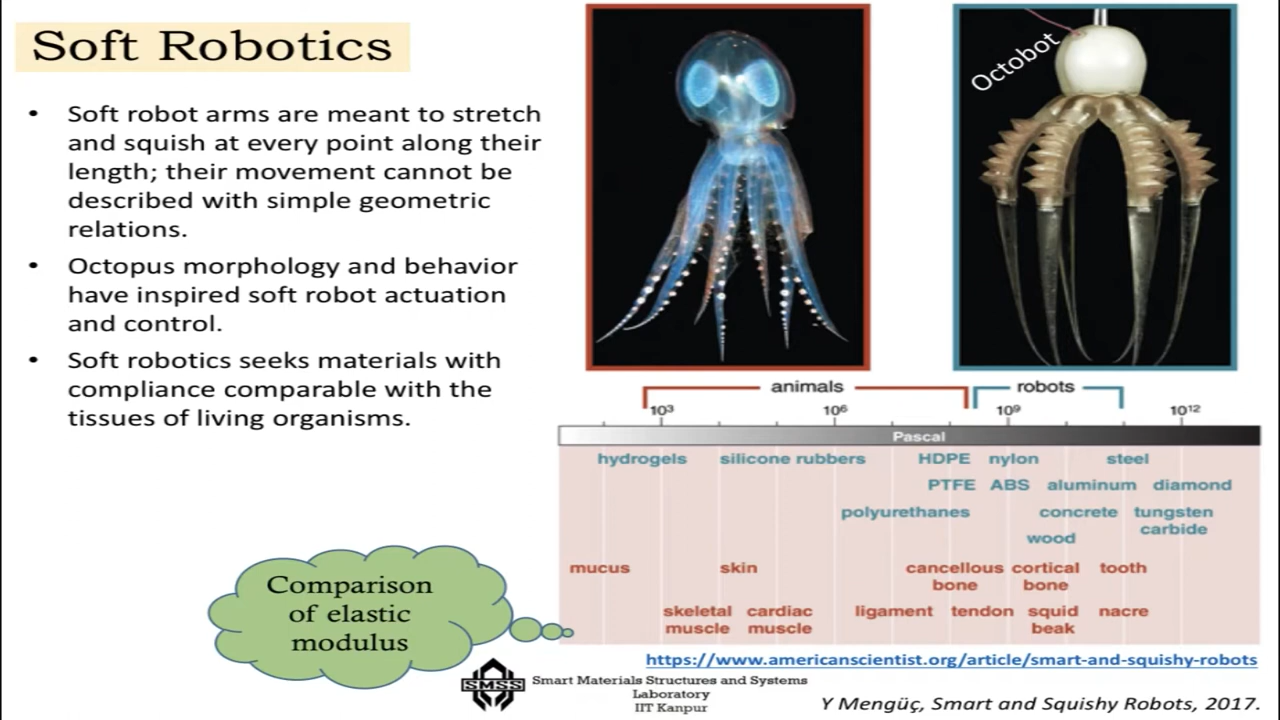 Soft Robotics
• Soft robot arms are meant to stretch
and squish at every point along their
length; their movement cannot be
described with simple geometric
relations.
• Octopus morphology and behavior
have inspired soft robot actuation
and control.
• Soft robotics seeks materials with
compliance comparable with the
tissues of living organisms.
Octobot
animals robots
10³ 10⁶ 10⁹ 10¹²
Pascal
hydrogels silicone rubbers HDPE nylon steel
PTFE ABS aluminum diamond
polyurethanes concrete tungsten
carbide
wood
mucus skin cancellous cortical tooth
bone bone
skeletal cardiac ligament tendon squid nacre
muscle muscle beak
Comparison
of elastic
modulus
https://www.americanscientist.org/article/smart-and-squishy-robots
SMSS
Smart Materials Structures and Systems
Laboratory
IIT Kanpur
Y Mengüç, Smart and Squishy Robots, 2017.